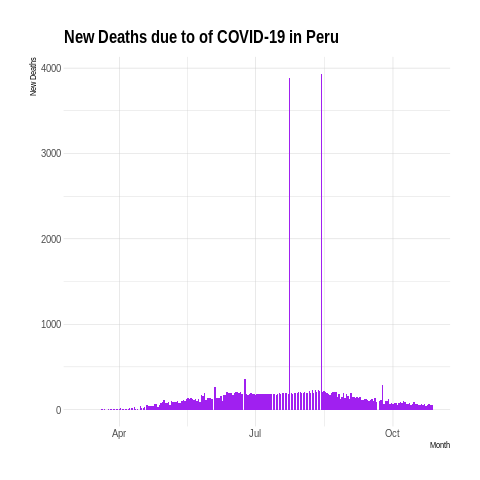 New Deaths due to of COVID-19 in Peru
New Deaths
4000
3000
2000
1000
0
Apr
Jul
Oct
Month